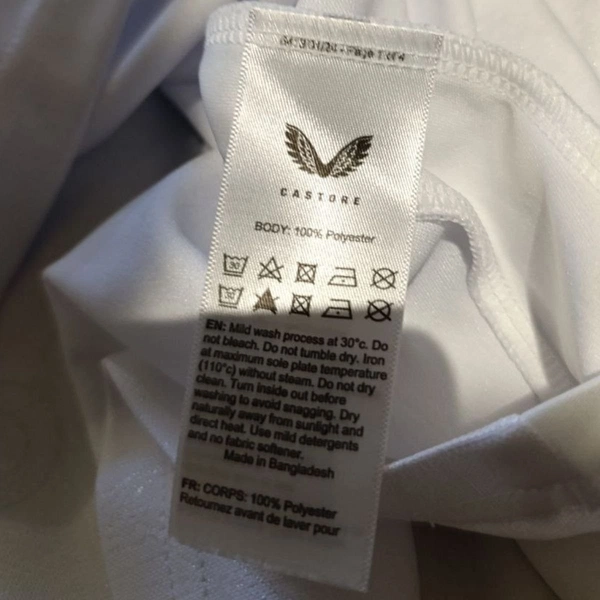 CASTORE
BODY: 100% Polyester
30
30
EN: Mild wash process at 30°c. Do
not bleach. Do not tumble dry. Iron
at maximum sole plate temperature
(110°c) without steam. Do not dry
clean. Turn inside out before
washing to avoid snagging. Dry
naturally away from sunlight and
direct heat. Use mild detergents
and no fabric softener.
Made in Bangladesh
FR: CORPS: 100% Polyester
Retournez avant de laver pour